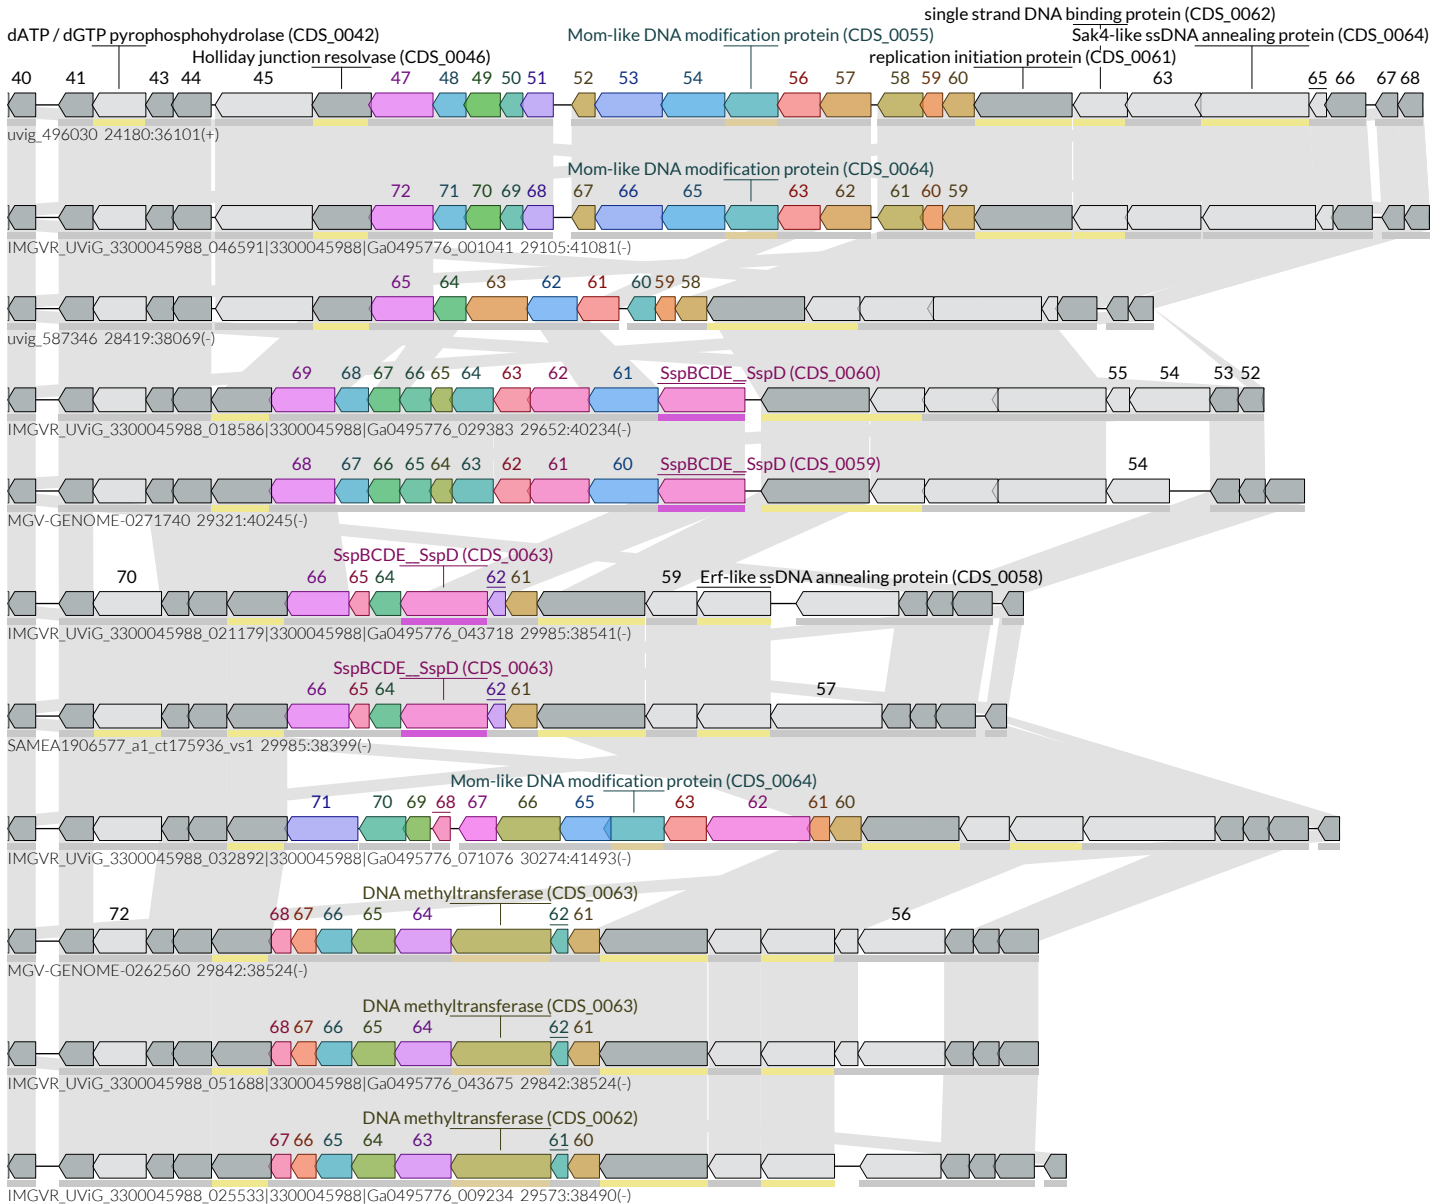 single strand DNA binding protein (CDS_0062)
dATP / dGTP pyrophosphohydrolase (CDS_0042) Mom-like DNA modification protein (CDS_0055) Sak4-like ssDNA annealing protein (CDS_0064)
Holliday junction resolvase (CDS_0046) replication initiation protein (CDS_0061)
40 41 43 44 45 47 48 49 50 51 52 53 54 56 57 58 59 60 63 65 66 67 68
uvig_496030 24180:36101(+)
Mom-like DNA modification protein (CDS_0064)
72 71 70 69 68 67 66 65 63 62 61 60 59
IMGVR_UViG_3300045988_046591|3300045988|Ga0495776_001041 29105:41081(-)
65 64 63 62 61 60 59 58
uvig_587346 28419:38069(-)
69 68 67 66 65 64 63 62 61 SspBCDE__SspD (CDS_0060) 55 54 53 52
IMGVR_UViG_3300045988_018586|3300045988|Ga0495776_029383 29652:40234(-)
68 67 66 65 64 63 62 61 60 SspBCDE__SspD (CDS_0059) 54
MGV-GENOME-0271740 29321:40245(-)
SspBCDE__SspD (CDS_0063)
70 66 65 64 62 61 59 Erf-like ssDNA annealing protein (CDS_0058)
IMGVR_UViG_3300045988_021179|3300045988|Ga0495776_043718 29985:38541(-)
SspBCDE__SspD (CDS_0063)
66 65 64 62 61 57
SAMEA1906577_a1_ct175936_vs1 29985:38399(-)
Mom-like DNA modification protein (CDS_0064)
71 70 69 68 67 66 65 63 62 61 60
IMGVR_UViG_3300045988_032892|3300045988|Ga0495776_071076 30274:41493(-)
DNA methyltransferase (CDS_0063)
72 68 67 66 65 64 62 61 56
MGV-GENOME-0262560 29842:38524(-)
DNA methyltransferase (CDS_0063)
68 67 66 65 64 62 61
IMGVR_UViG_3300045988_051688|3300045988|Ga0495776_043675 29842:38524(-)
DNA methyltransferase (CDS_0062)
67 66 65 64 63 61 60
IMGVR_UViG_3300045988_025533|3300045988|Ga0495776_009234 29573:38490(-)